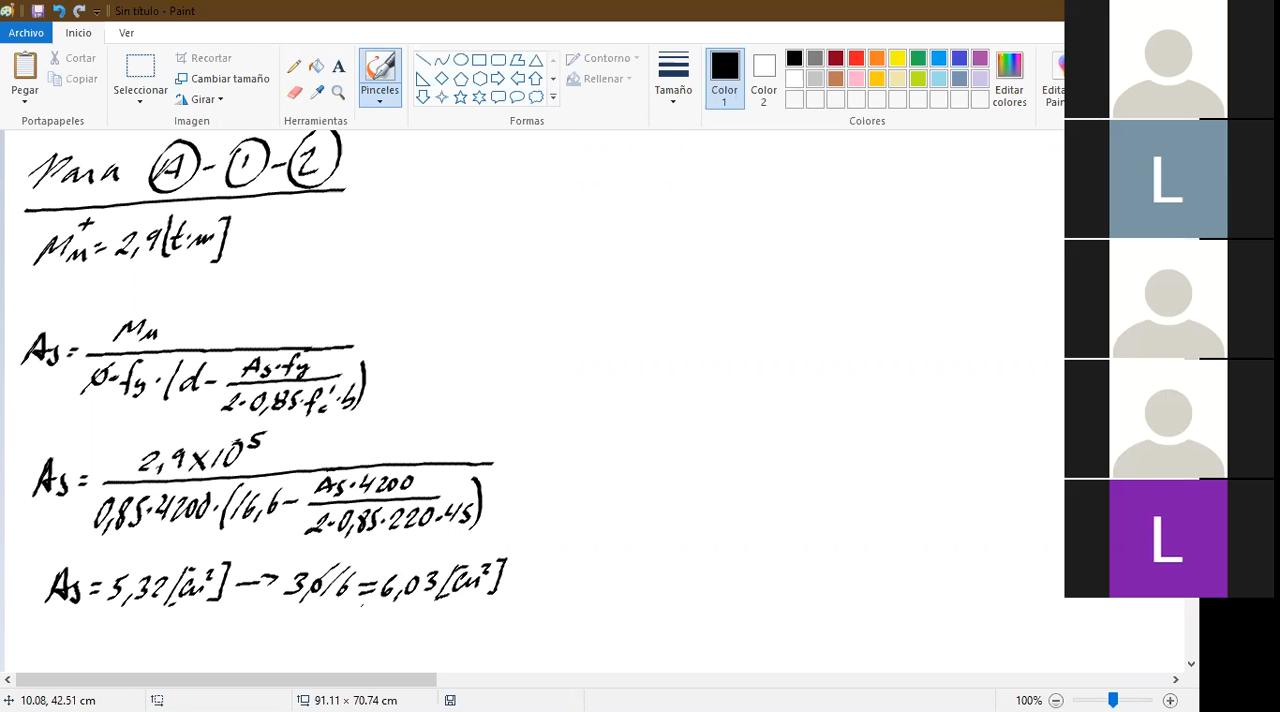 Sin título - Paint
Archivo Inicio Ver
Pegar
Cortar
Copiar
Portapapeles
Seleccionar
Recortar
Cambiar tamaño
Girar
Imagen
A
Herramientas
Pinceles
Contorno
Rellenar
Formas
Tamaño
Color 1
Color 2
Editar colores
Colores
Para A - 1 - 2
Mu+ = 2,9 [t·m]
As = Mu / (ø·fy·(d - As·fy / (2·0,85·f'c·b)))
As = 2,9x10^5 / (0,85·4200·(16,6 - As·4200 / (2·0,85·220·45)))
As = 5,32 [cm²] → 3ø16 = 6,03 [cm²]
L
L
10.08, 42.51 cm
91.11 × 70.74 cm
100%